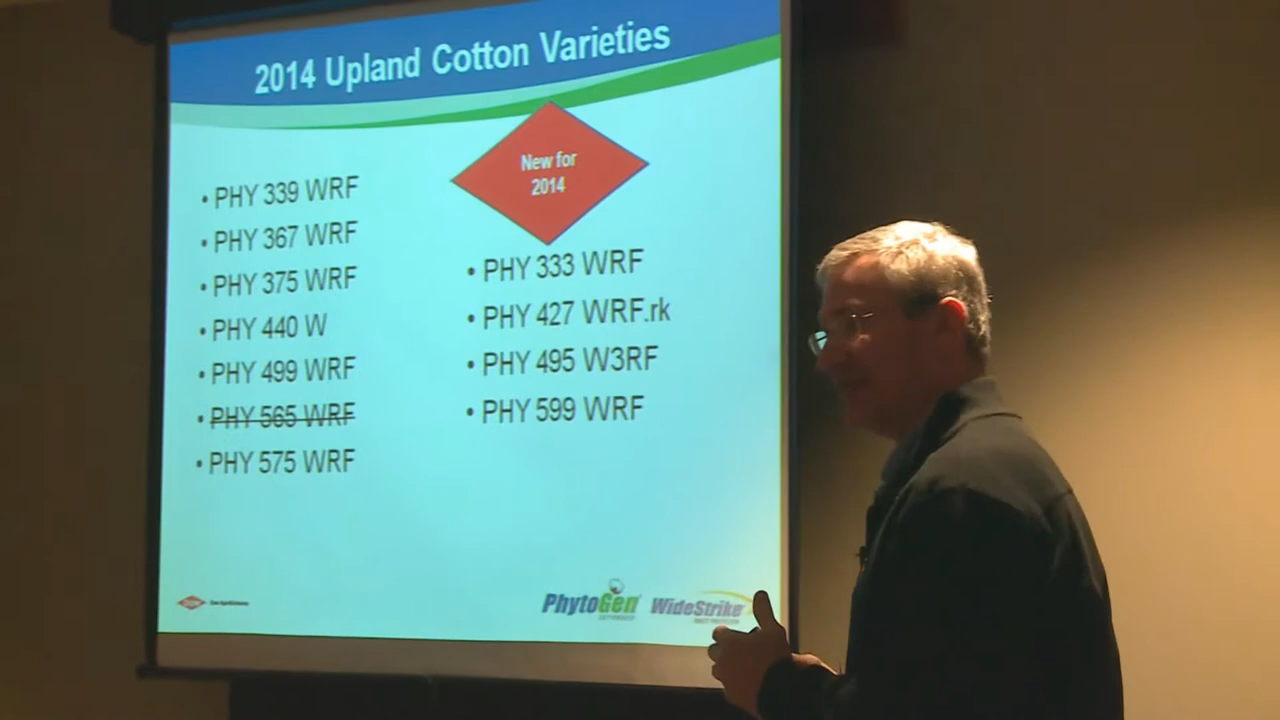 2014 Upland Cotton Varieties
New for
2014
• PHY 339 WRF
• PHY 367 WRF
• PHY 375 WRF
• PHY 440 W
• PHY 499 WRF
• PHY 565 WRF
• PHY 575 WRF
• PHY 333 WRF
• PHY 427 WRF.rk
• PHY 495 W3RF
• PHY 599 WRF
PhytoGen
WideStrike